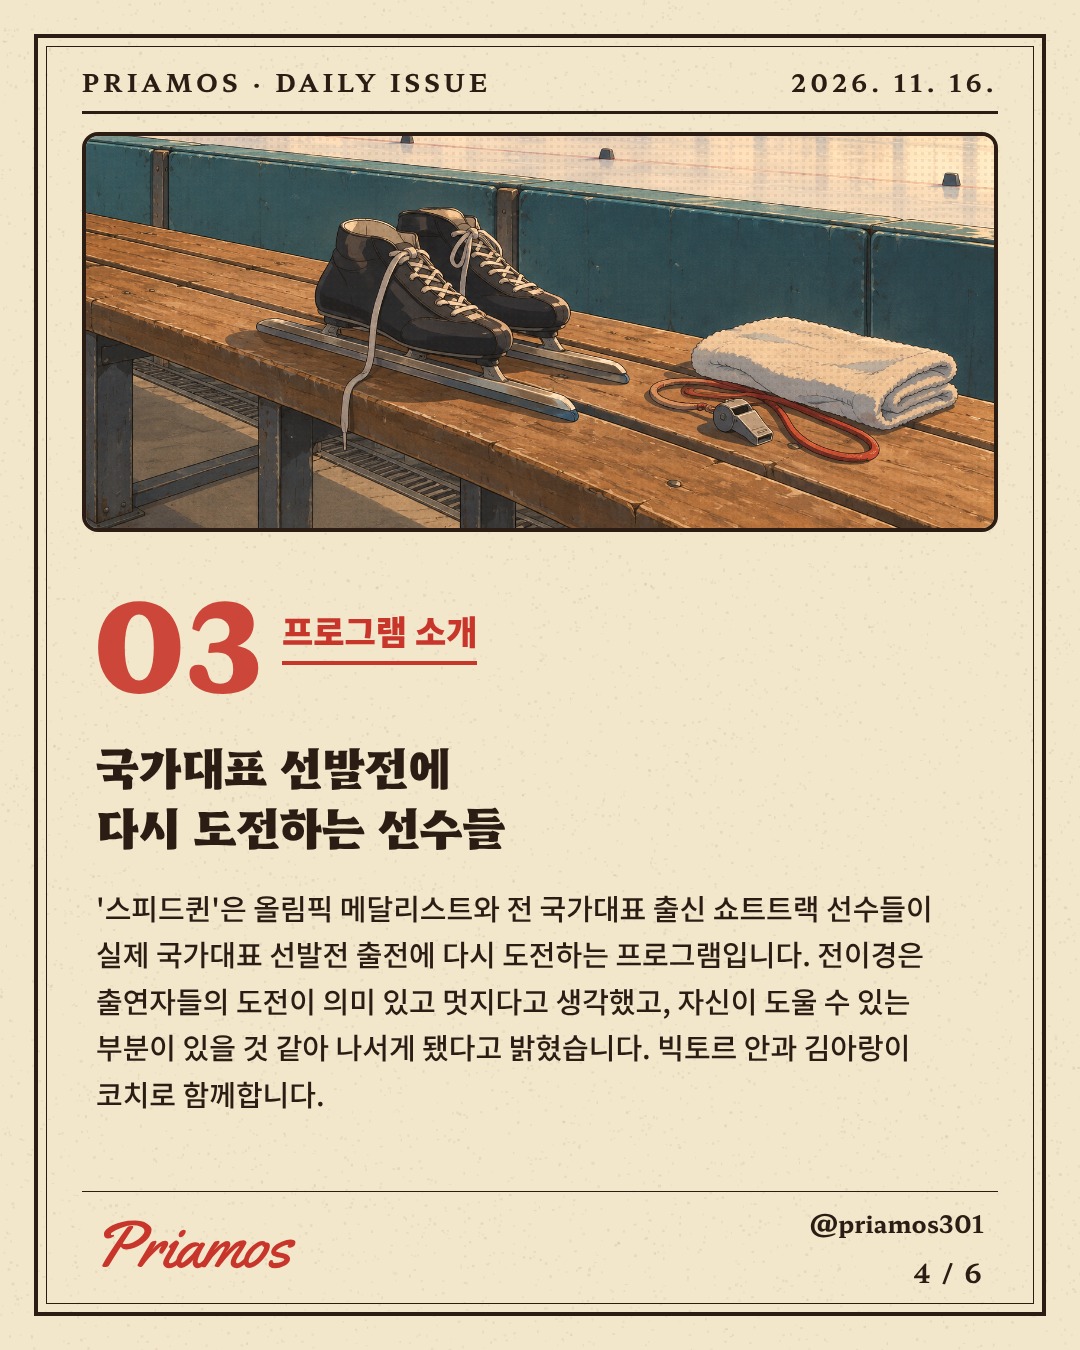 PRIAMOS · DAILY ISSUE
2026. 11. 16.
03
프로그램 소개
국가대표 선발전에
다시 도전하는 선수들
'스피드퀸'은 올림픽 메달리스트와 전 국가대표 출신 쇼트트랙 선수들이
실제 국가대표 선발전 출전에 다시 도전하는 프로그램입니다. 전이경은
출연자들의 도전이 의미 있고 멋지다고 생각했고, 자신이 도울 수 있는
부분이 있을 것 같아 나서게 됐다고 밝혔습니다. 빅토르 안과 김아랑이
코치로 함께합니다.
Priamos
@priamos301
4 / 6